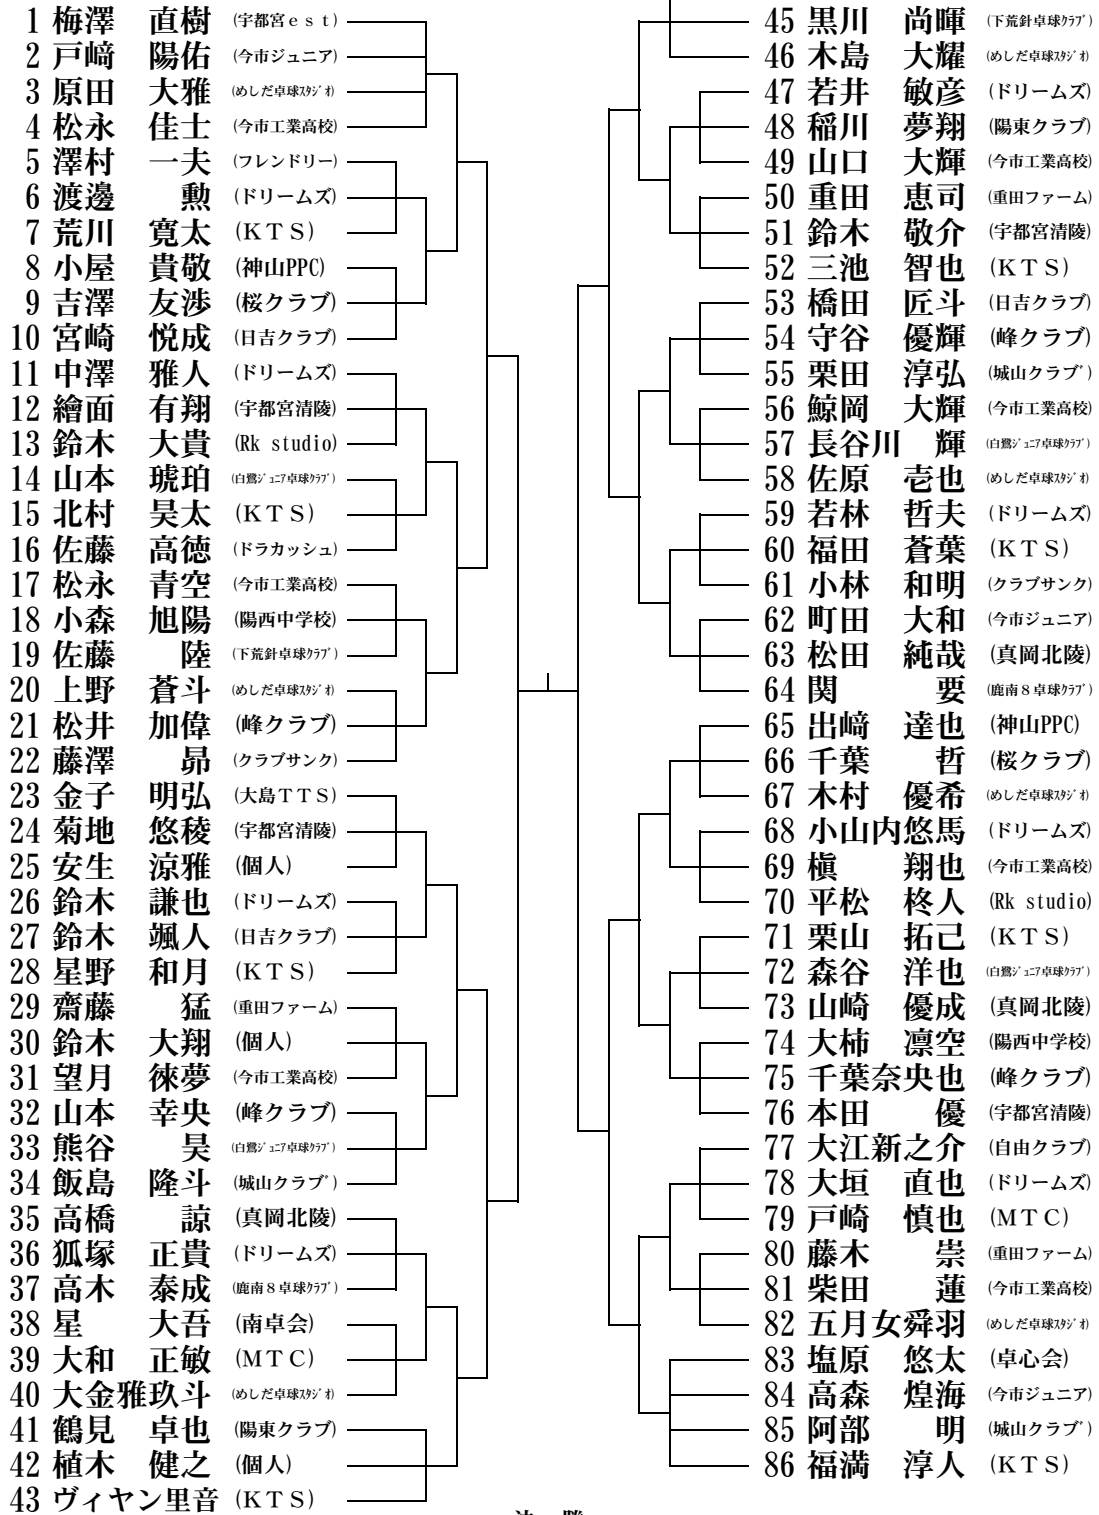 1 梅澤　直樹 (宇都宮ｅｓｔ)
2 戸﨑　陽佑 (今市ジュニア)
3 原田　大雅 (めしだ卓球ｽﾀｼﾞｵ)
4 松永　佳士 (今市工業高校)
5 澤村　一夫 (フレンドリー)
6 渡邊　　勲 (ドリームズ)
7 荒川　寛太 (ＫＴＳ)
8 小屋　貴敬 (神山PPC)
9 吉澤　友渉 (桜クラブ)
10 宮崎　悦成 (日吉クラブ)
11 中澤　雅人 (ドリームズ)
12 繪面　有翔 (宇都宮清陵)
13 鈴木　大貴 (Rk studio)
14 山本　琥珀 (白鷺ｼﾞｭﾆｱ卓球ｸﾗﾌﾞ)
15 北村　昊太 (ＫＴＳ)
16 佐藤　高徳 (ドラカッシュ)
17 松永　青空 (今市工業高校)
18 小森　旭陽 (陽西中学校)
19 佐藤　　陸 (下荒針卓球ｸﾗﾌﾞ)
20 上野　蒼斗 (めしだ卓球ｽﾀｼﾞｵ)
21 松井　加偉 (峰クラブ)
22 藤澤　　昴 (クラブサンク)
23 金子　明弘 (大島ＴＴＳ)
24 菊地　悠稜 (宇都宮清陵)
25 安生　涼雅 (個人)
26 鈴木　謙也 (ドリームズ)
27 鈴木　颯人 (日吉クラブ)
28 星野　和月 (ＫＴＳ)
29 齋藤　　猛 (重田ファーム)
30 鈴木　大翔 (個人)
31 望月　徠夢 (今市工業高校)
32 山本　幸央 (峰クラブ)
33 熊谷　　昊 (白鷺ｼﾞｭﾆｱ卓球ｸﾗﾌﾞ)
34 飯島　隆斗 (城山クラブ゛)
35 高橋　　諒 (真岡北陵)
36 狐塚　正貴 (ドリームズ)
37 高木　泰成 (鹿南８卓球ｸﾗﾌﾞ)
38 星　　大吾 (南卓会)
39 大和　正敏 (ＭＴＣ)
40 大金雅玖斗 (めしだ卓球ｽﾀｼﾞｵ)
41 鶴見　卓也 (陽東クラブ)
42 植木　健之 (個人)
43 ヴィヤン里音 (ＫＴＳ)
45 黒川　尚暉 (下荒針卓球ｸﾗﾌﾞ)
46 木島　大耀 (めしだ卓球ｽﾀｼﾞｵ)
47 若井　敏彦 (ドリームズ)
48 稲川　夢翔 (陽東クラブ)
49 山口　大輝 (今市工業高校)
50 重田　恵司 (重田ファーム)
51 鈴木　敬介 (宇都宮清陵)
52 三池　智也 (ＫＴＳ)
53 橋田　匠斗 (日吉クラブ)
54 守谷　優輝 (峰クラブ)
55 栗田　淳弘 (城山クラブ゛)
56 鯨岡　大輝 (今市工業高校)
57 長谷川　輝 (白鷺ｼﾞｭﾆｱ卓球ｸﾗﾌﾞ)
58 佐原　壱也 (めしだ卓球ｽﾀｼﾞｵ)
59 若林　哲夫 (ドリームズ)
60 福田　蒼葉 (ＫＴＳ)
61 小林　和明 (クラブサンク)
62 町田　大和 (今市ジュニア)
63 松田　純哉 (真岡北陵)
64 関　　　要 (鹿南８卓球ｸﾗﾌﾞ)
65 出﨑　達也 (神山PPC)
66 千葉　　哲 (桜クラブ)
67 木村　優希 (めしだ卓球ｽﾀｼﾞｵ)
68 小山内悠馬 (ドリームズ)
69 槇　　翔也 (今市工業高校)
70 平松　柊人 (Rk studio)
71 栗山　拓己 (ＫＴＳ)
72 森谷　洋也 (白鷺ｼﾞｭﾆｱ卓球ｸﾗﾌﾞ)
73 山崎　優成 (真岡北陵)
74 大柿　凛空 (陽西中学校)
75 千葉奈央也 (峰クラブ)
76 本田　　優 (宇都宮清陵)
77 大江新之介 (自由クラブ)
78 大垣　直也 (ドリームズ)
79 戸崎　慎也 (ＭＴＣ)
80 藤木　　崇 (重田ファーム)
81 柴田　　蓮 (今市工業高校)
82 五月女舜羽 (めしだ卓球ｽﾀｼﾞｵ)
83 塩原　悠太 (卓心会)
84 高森　煌海 (今市ジュニア)
85 阿部　　明 (城山クラブ゛)
86 福満　淳人 (ＫＴＳ)